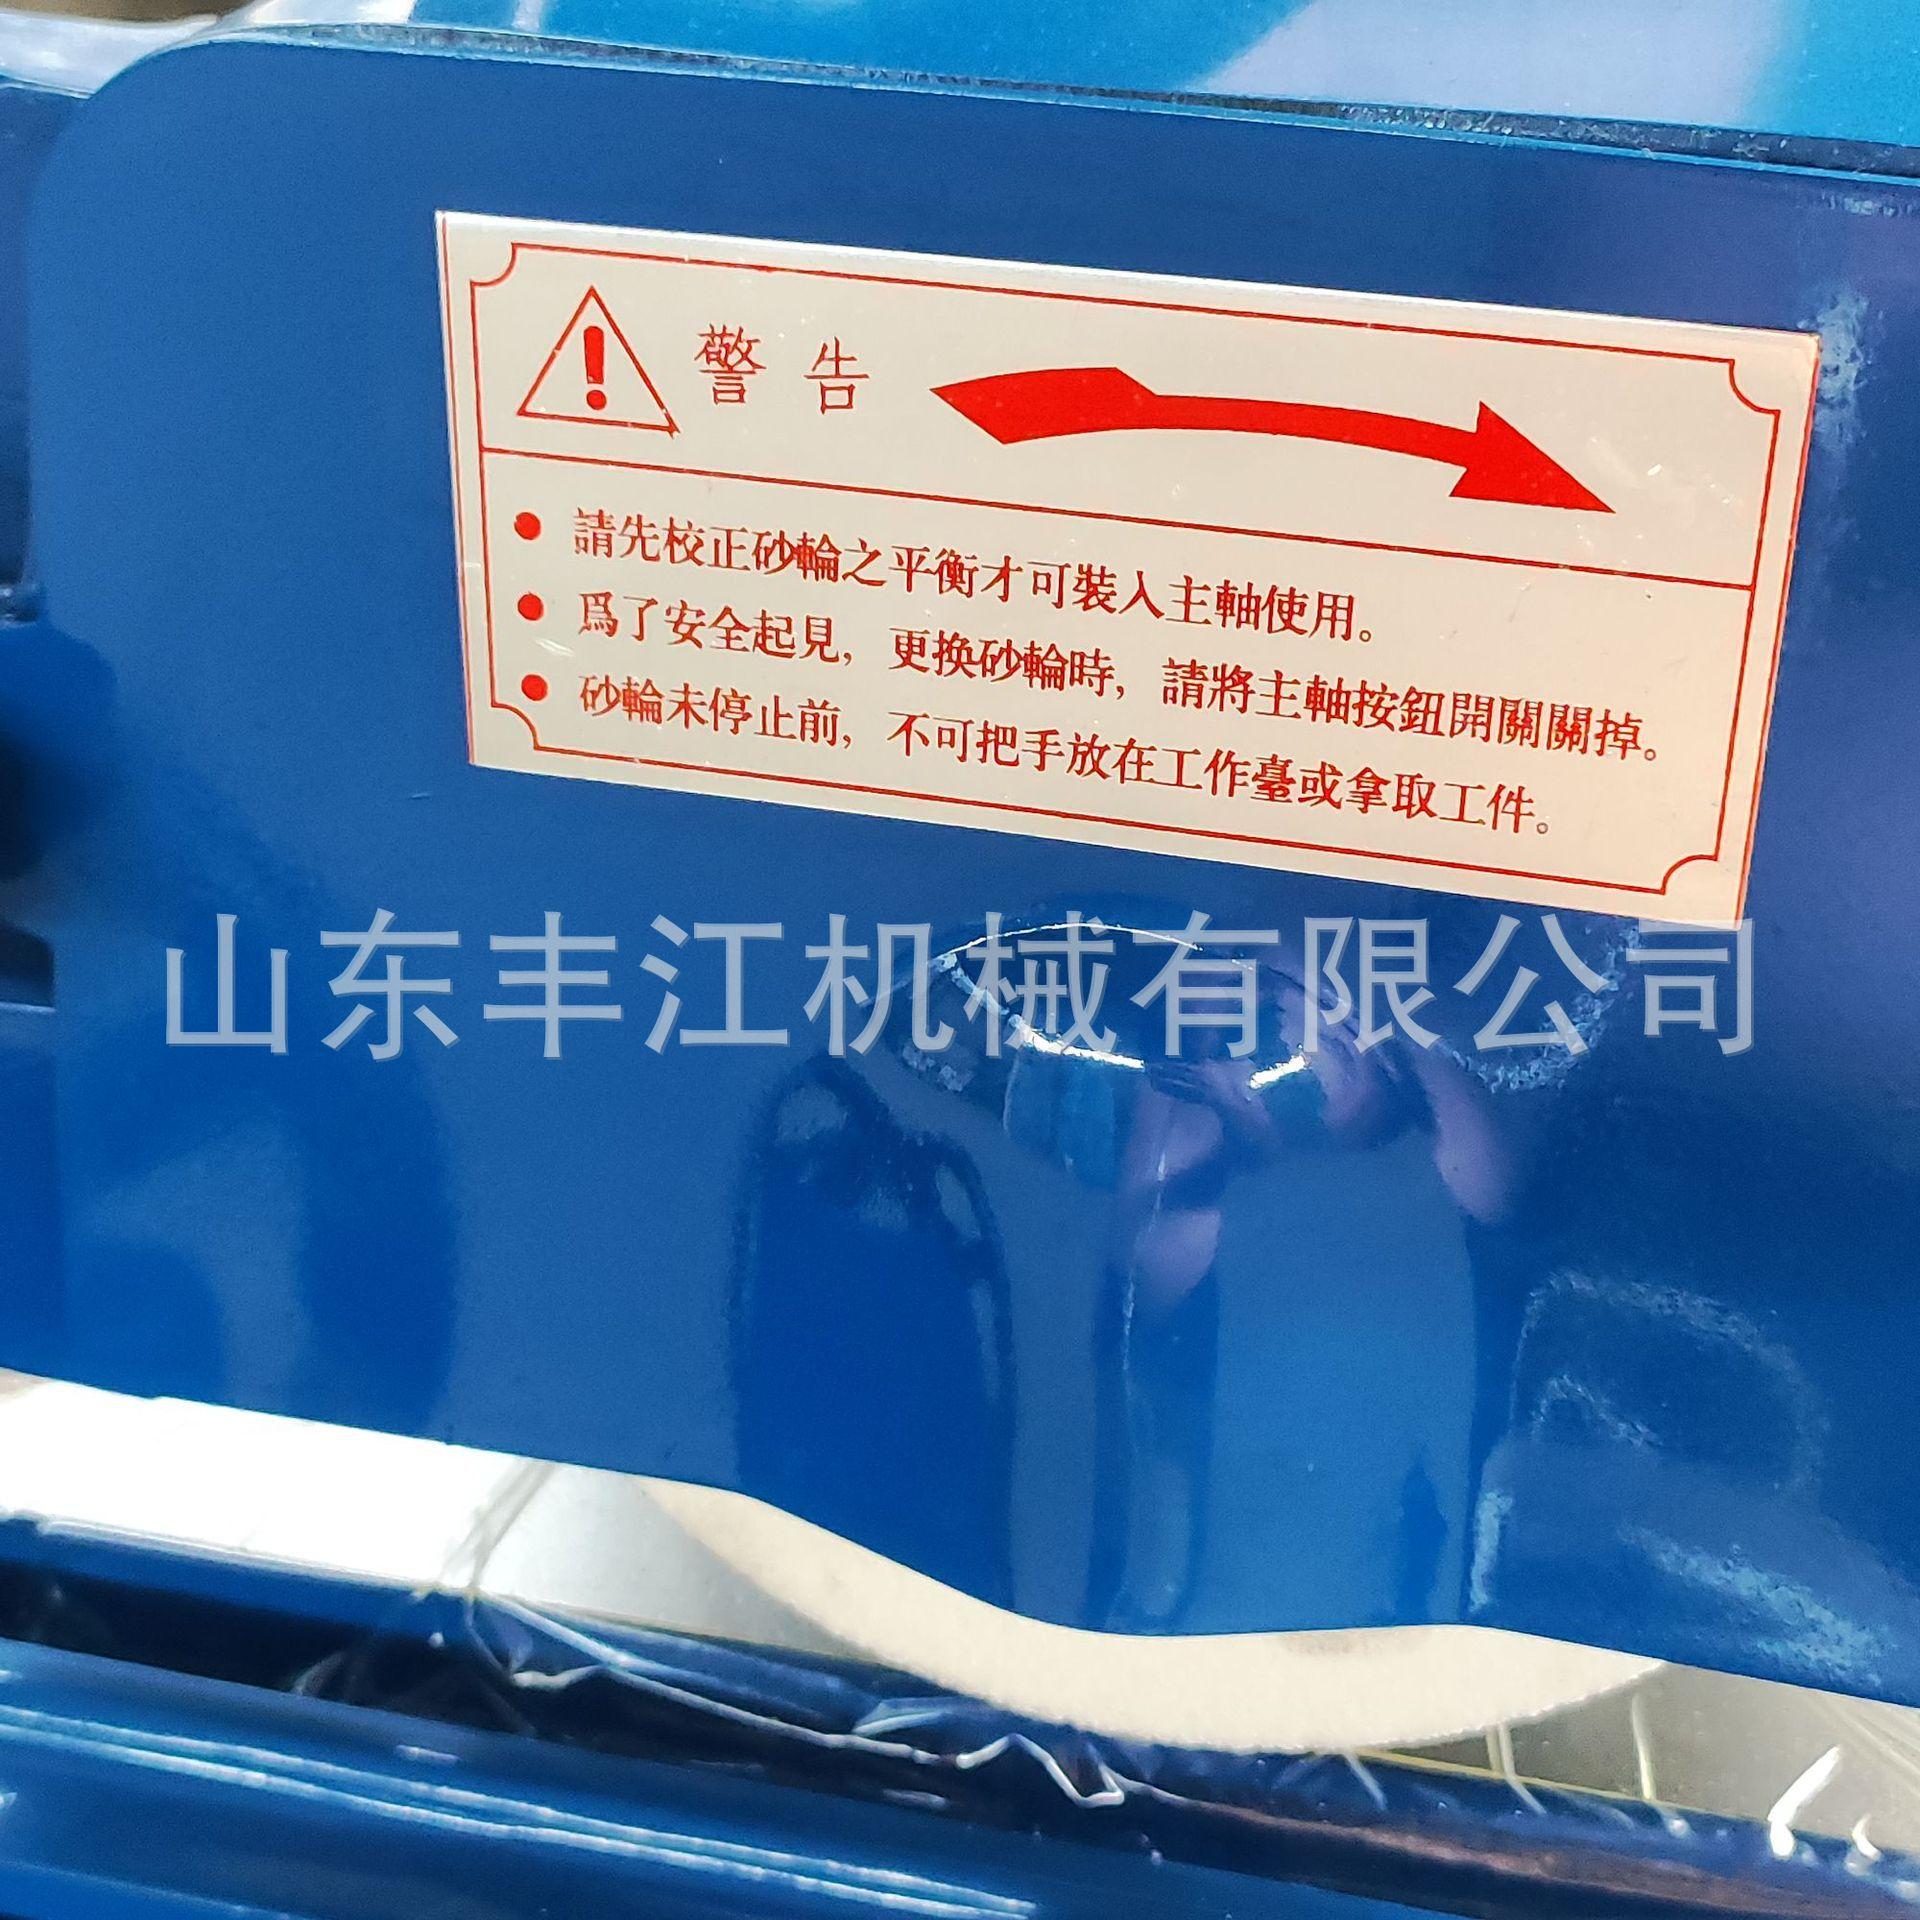 警告
請先校正砂輪之平衡才可裝入主軸使用。
爲了安全起見，更换砂輪時，請將主軸按鈕開關關掉。
砂輪未停止前，不可把手放在工作臺或拿取工件。
山东丰江机械有限公司